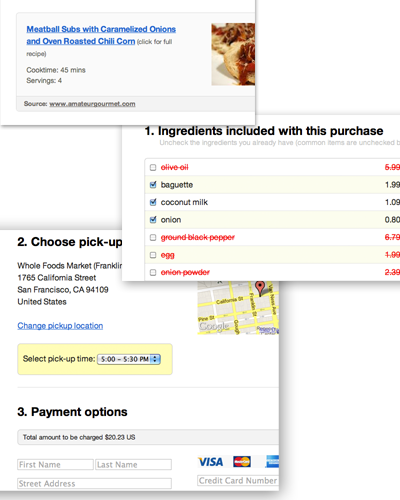 Meatball Subs with Caramelized Onions
and Oven Roasted Chili Corn (click for full
recipe)
Cooktime: 45 mins
Servings: 4
Source: www.amateurgourmet.com
1. Ingredients included with this purchase
Uncheck the ingredients you already have (common items are unchecked b
olive oil 5.99
baguette 1.99
coconut milk 1.09
onion 0.80
ground black pepper 6.79
egg 1.99
onion powder 2.39
2. Choose pick-up
Whole Foods Market (Franklin
1765 California Street
San Francisco, CA 94109
United States
Change pickup location
California St
Pine St
Google
Select pick-up time: 5:00 – 5:30 PM
3. Payment options
Total amount to be charged $20.23 US
First Name Last Name VISA MasterCard
Street Address Credit Card Number